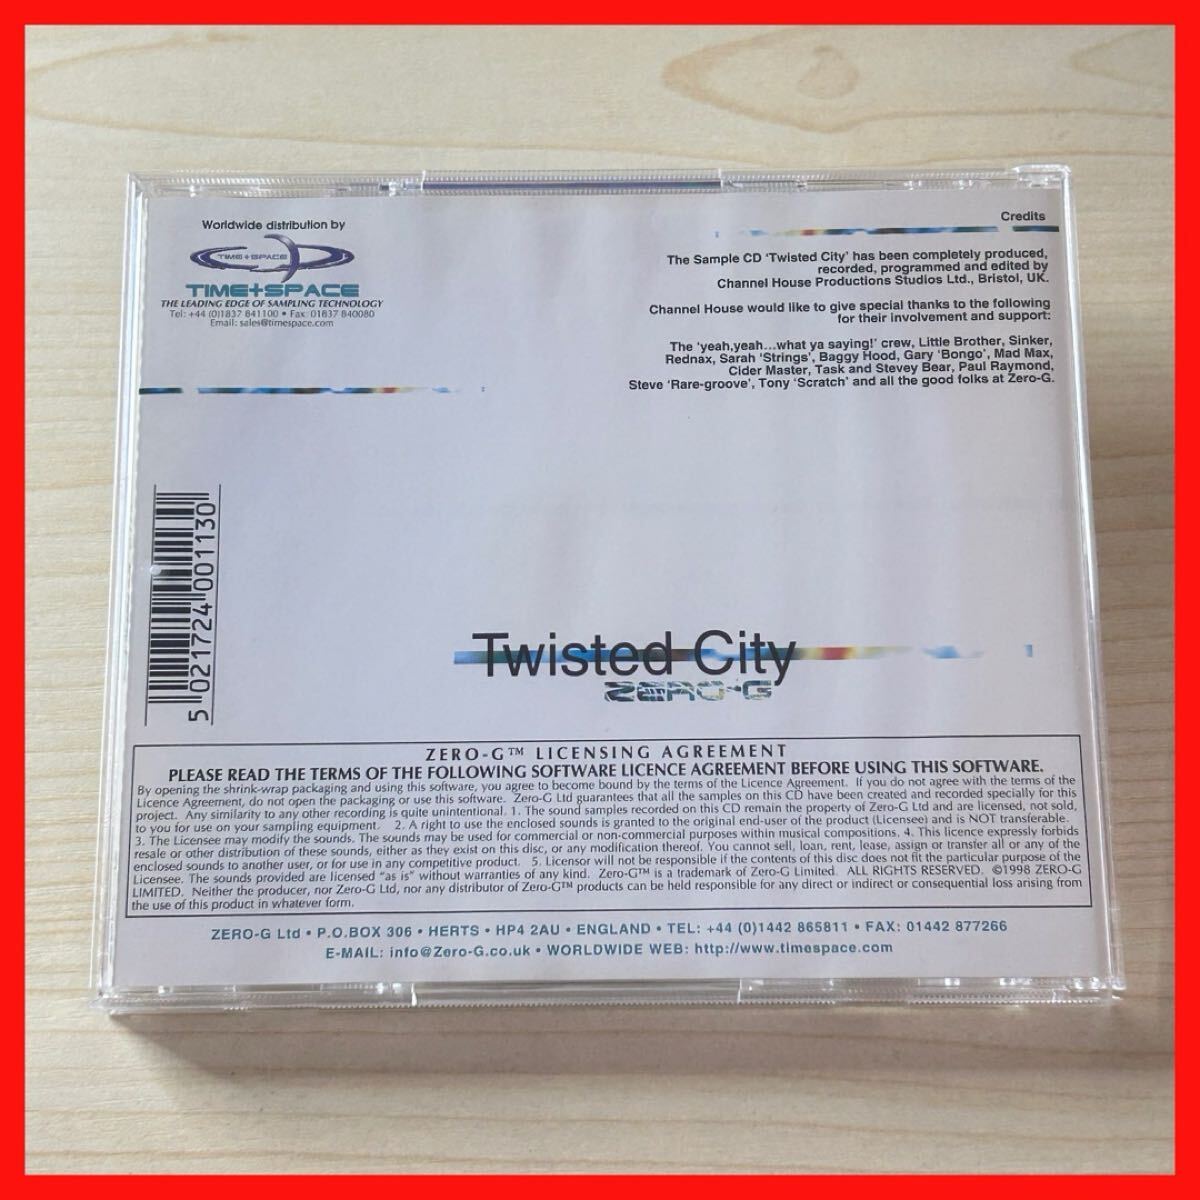 Worldwide distribution by
TIME+SPACE
TIME+SPACE
THE LEADING EDGE OF SAMPLING TECHNOLOGY
Tel: +44 (0)1837 841100 • Fax: 01837 840080
Email: sales@timespace.com
Credits
The Sample CD 'Twisted City' has been completely produced,
recorded, programmed and edited by
Channel House Productions Studios Ltd., Bristol, UK.
Channel House would like to give special thanks to the following
for their involvement and support:
The 'yeah,yeah...what ya saying!' crew, Little Brother, Sinker,
Rednax, Sarah 'Strings', Baggy Hood, Gary 'Bongo', Mad Max,
Cider Master, Task and Stevey Bear, Paul Raymond,
Steve 'Rare-groove', Tony 'Scratch' and all the good folks at Zero-G.
5 021724 001130
Twisted City
ZERO-G
ZERO-G™ LICENSING AGREEMENT
PLEASE READ THE TERMS OF THE FOLLOWING SOFTWARE LICENCE AGREEMENT BEFORE USING THIS SOFTWARE.
By opening the shrink-wrap packaging and using this software, you agree to become bound by the terms of the Licence Agreement. If you do not agree with the terms of the
Licence Agreement, do not open the packaging or use this software. Zero-G Ltd guarantees that all the samples on this CD have been created and recorded specially for this
project. Any similarity to any other recording is quite unintentional. 1. The sound samples recorded on this CD remain the property of Zero-G Ltd and are licensed, not sold,
to you for use on your sampling equipment. 2. A right to use the enclosed sounds is granted to the original end-user of the product (Licensee) and is NOT transferable.
3. The Licensee may modify the sounds. The sounds may be used for commercial or non-commercial purposes within musical compositions. 4. This licence expressly forbids
resale or other distribution of these sounds, either as they exist on this disc, or any modification thereof. You cannot sell, loan, rent, lease, assign or transfer all or any of the
enclosed sounds to another user, or for use in any competitive product. 5. Licensor will not be responsible if the contents of this disc does not fit the particular purpose of the
Licensee. The sounds provided are licensed "as is" without warranties of any kind. Zero-G™ is a trademark of Zero-G Limited. ALL RIGHTS RESERVED. ©1998 ZERO-G
LIMITED. Neither the producer, nor Zero-G Ltd, nor any distributor of Zero-G™ products can be held responsible for any direct or indirect or consequential loss arising from
the use of this product in whatever form.
ZERO-G Ltd • P.O.BOX 306 • HERTS • HP4 2AU • ENGLAND • TEL: +44 (0)1442 865811 • FAX: 01442 877266
E-MAIL: info@Zero-G.co.uk • WORLDWIDE WEB: http://www.timespace.com